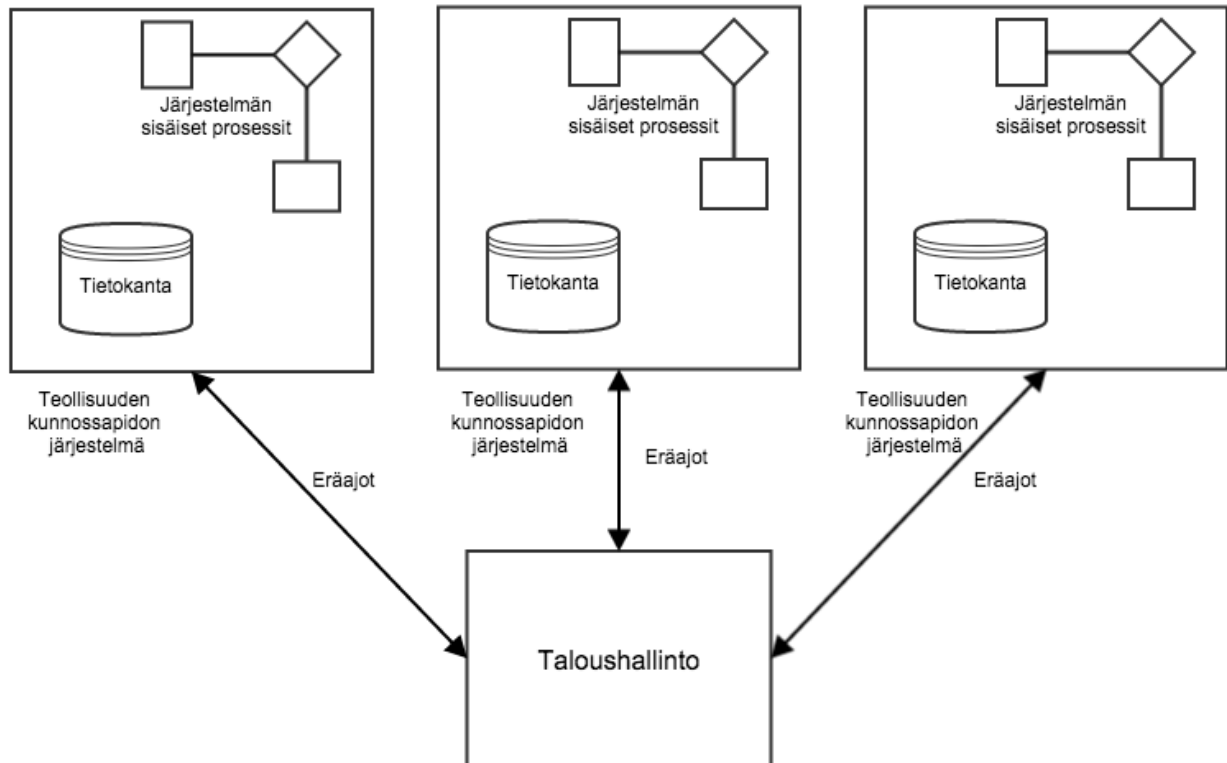 Järjestelmän
sisäiset prosessit
Tietokanta
Teollisuuden
kunnossapidon
järjestelmä
Järjestelmän
sisäiset prosessit
Tietokanta
Teollisuuden
kunnossapidon
järjestelmä
Järjestelmän
sisäiset prosessit
Tietokanta
Teollisuuden
kunnossapidon
järjestelmä
Eräajot
Eräajot
Eräajot
Taloushallinto